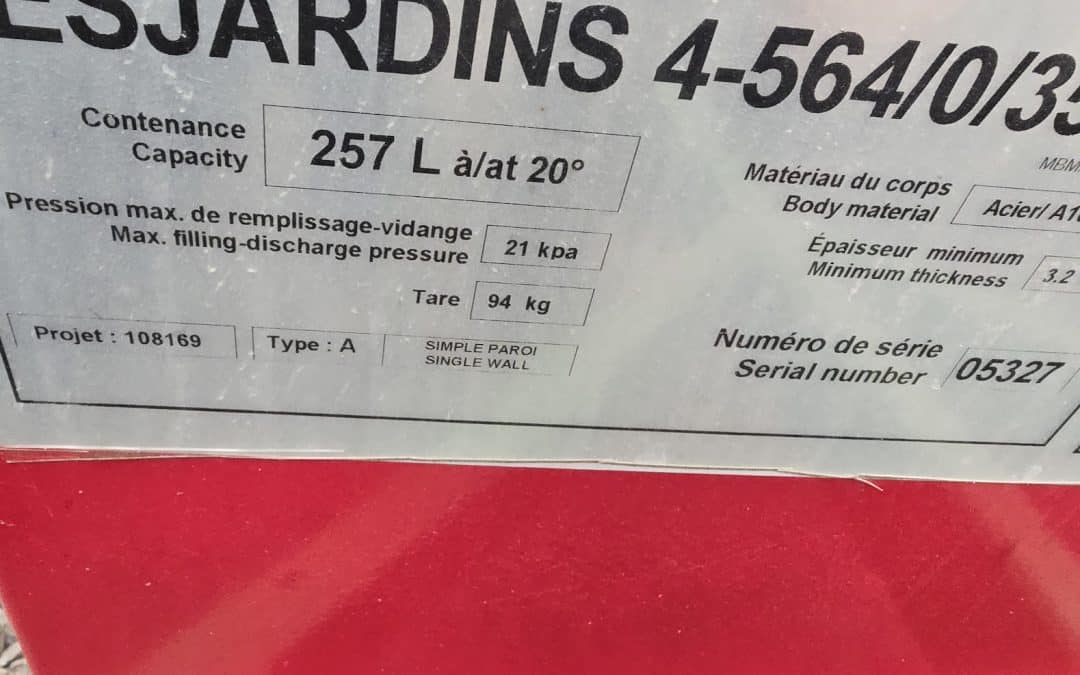 ESJARDINS 4-564/0/35
Contenance
Capacity
257 L à/at 20°
Pression max. de remplissage-vidange
Max. filling-discharge pressure
21 kpa
Tare
94 kg
Projet : 108169
Type : A
SIMPLE PAROI
SINGLE WALL
Matériau du corps
Body material
Acier/
Épaisseur minimum
Minimum thickness
3.2
Numéro de série
Serial number
05327